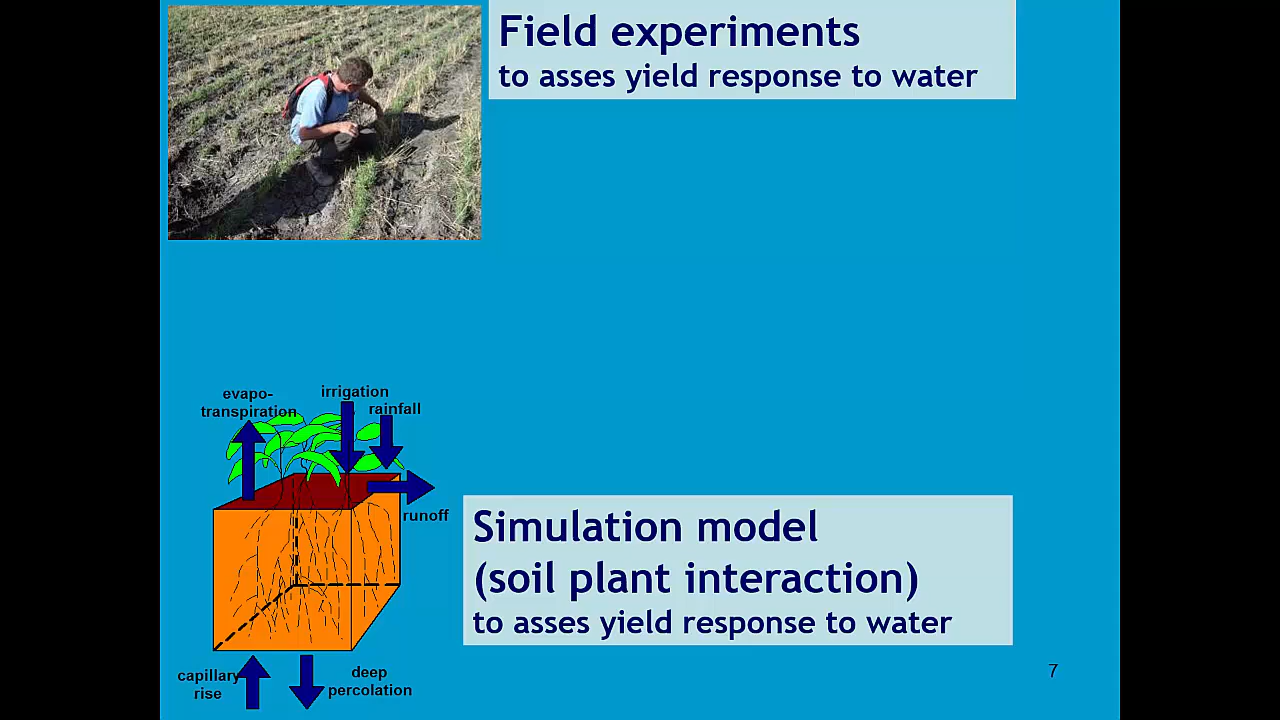 Field experiments
to asses yield response to water
evapo-
transpiration
irrigation
rainfall
runoff
Simulation model
(soil plant interaction)
to asses yield response to water
capillary
rise
deep
percolation
7